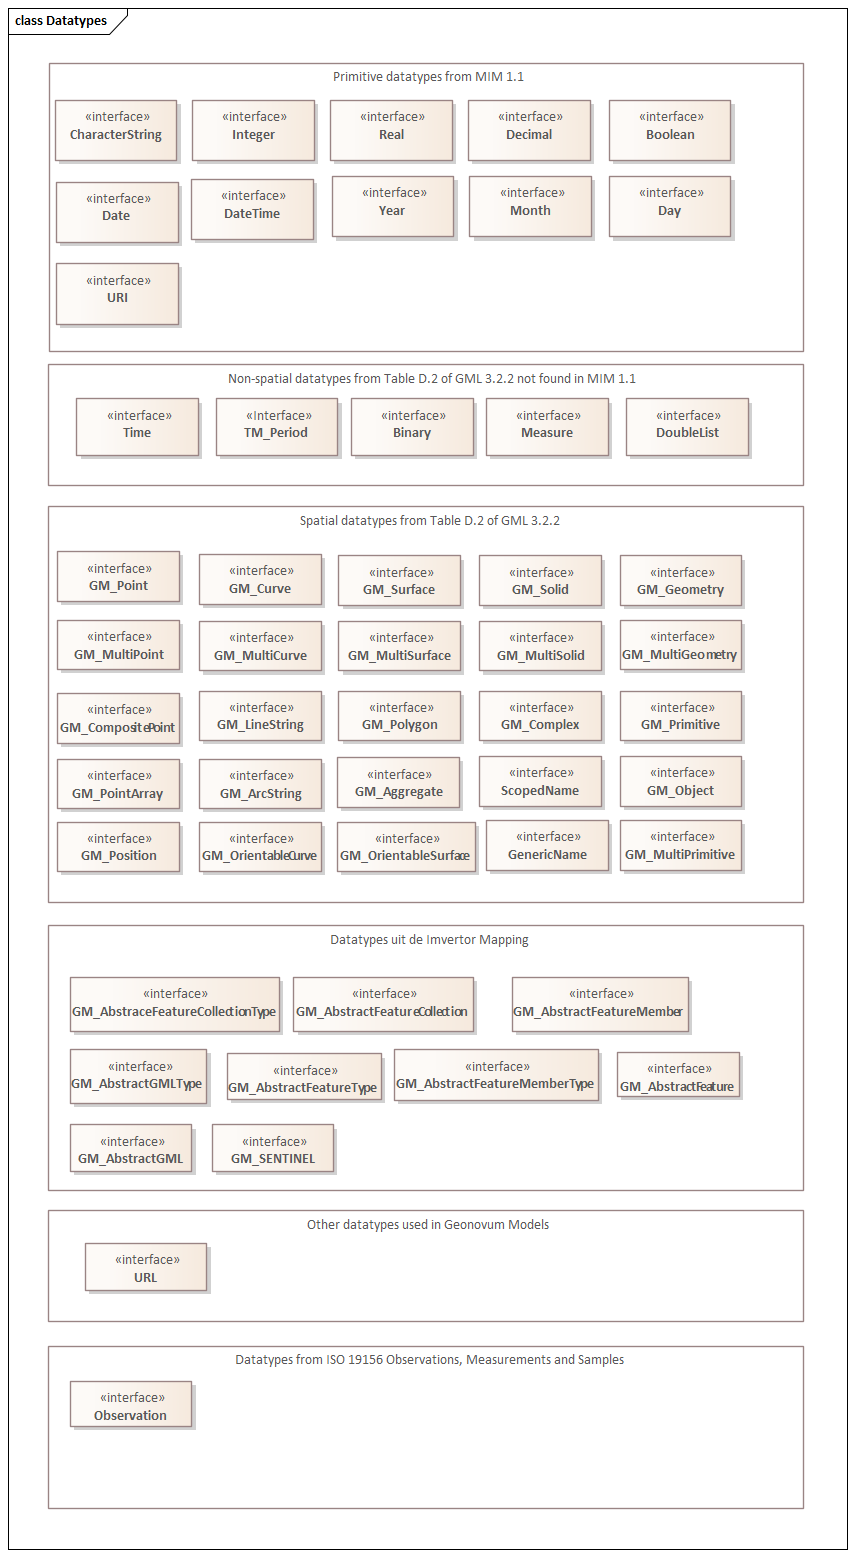 class Datatypes
Primitive datatypes from MIM 1.1
«interface» «interface» «interface» «interface» «interface»
CharacterString Integer Real Decimal Boolean
«interface» «interface» «interface» «interface» «interface»
Date DateTime Year Month Day
«interface»
URI
Non-spatial datatypes from Table D.2 of GML 3.2.2 not found in MIM 1.1
«interface» «Interface» «interface» «interface» «interface»
Time TM_Period Binary Measure DoubleList
Spatial datatypes from Table D.2 of GML 3.2.2
«interface» «interface» «interface» «interface» «interface»
GM_Point GM_Curve GM_Surface GM_Solid GM_Geometry
«interface» «interface» «interface» «interface» «interface»
GM_MultiPoint GM_MultiCurve GM_MultiSurface GM_MultiSolid GM_MultiGeometry
«interface» «interface» «interface» «interface» «interface»
GM_CompositePoint GM_LineString GM_Polygon GM_Complex GM_Primitive
«interface» «interface» «interface» «interface» «interface»
GM_PointArray GM_ArcString GM_Aggregate ScopedName GM_Object
«interface» «interface» «interface» «interface» «interface»
GM_Position GM_OrientableCurve GM_OrientableSurface GenericName GM_MultiPrimitive
Datatypes uit de Imvertor Mapping
«interface» «interface» «interface»
GM_AbstraceFeatureCollectionType GM_AbstractFeatureCollection GM_AbstractFeatureMember
«interface» «interface» «interface» «interface»
GM_AbstractGMLType GM_AbstractFeatureType GM_AbstractFeatureMemberType GM_AbstractFeature
«interface» «interface»
GM_AbstractGML GM_SENTINEL
Other datatypes used in Geonovum Models
«interface»
URL
Datatypes from ISO 19156 Observations, Measurements and Samples
«interface»
Observation